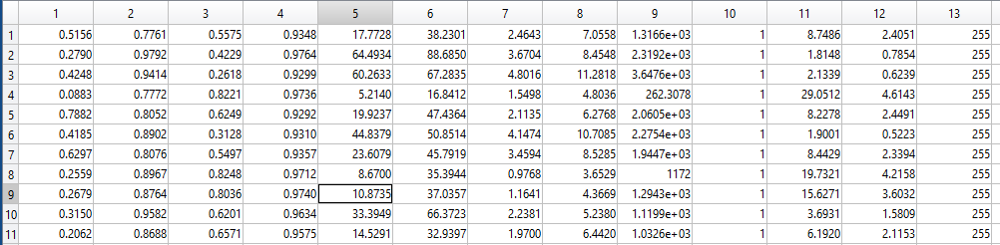 1 2 3 4 5 6 7 8 9 10 11 12 13
1 0.5156 0.7761 0.5575 0.9348 17.7728 38.2301 2.4643 7.0558 1.3166e+03 1 8.7486 2.4051 255
2 0.2790 0.9792 0.4229 0.9764 64.4934 88.6850 3.6704 8.4548 2.3192e+03 1 1.8148 0.7854 255
3 0.4248 0.9414 0.2618 0.9299 60.2633 67.2835 4.8016 11.2818 3.6476e+03 1 2.1339 0.6239 255
4 0.0883 0.7772 0.8221 0.9736 5.2140 16.8412 1.5498 4.8036 262.3078 1 29.0512 4.6143 255
5 0.7882 0.8052 0.6249 0.9292 19.9237 47.4364 2.1135 6.2768 2.0605e+03 1 8.2278 2.4491 255
6 0.4185 0.8902 0.3128 0.9310 44.8379 50.8514 4.1474 10.7085 2.2754e+03 1 1.9001 0.5223 255
7 0.6297 0.8076 0.5497 0.9357 23.6079 45.7919 3.4594 8.5285 1.9447e+03 1 8.4429 2.3394 255
8 0.2559 0.8967 0.8248 0.9712 8.6700 35.3944 0.9768 3.6529 1172 1 19.7321 4.2158 255
9 0.2679 0.8764 0.8036 0.9740 10.8735 37.0357 1.1641 4.3669 1.2943e+03 1 15.6271 3.6032 255
10 0.3150 0.9582 0.6201 0.9634 33.3949 66.3723 2.2381 5.2380 1.1199e+03 1 3.6931 1.5809 255
11 0.2062 0.8688 0.6571 0.9575 14.5291 32.9397 1.9700 6.4420 1.0326e+03 1 6.1920 2.1153 255